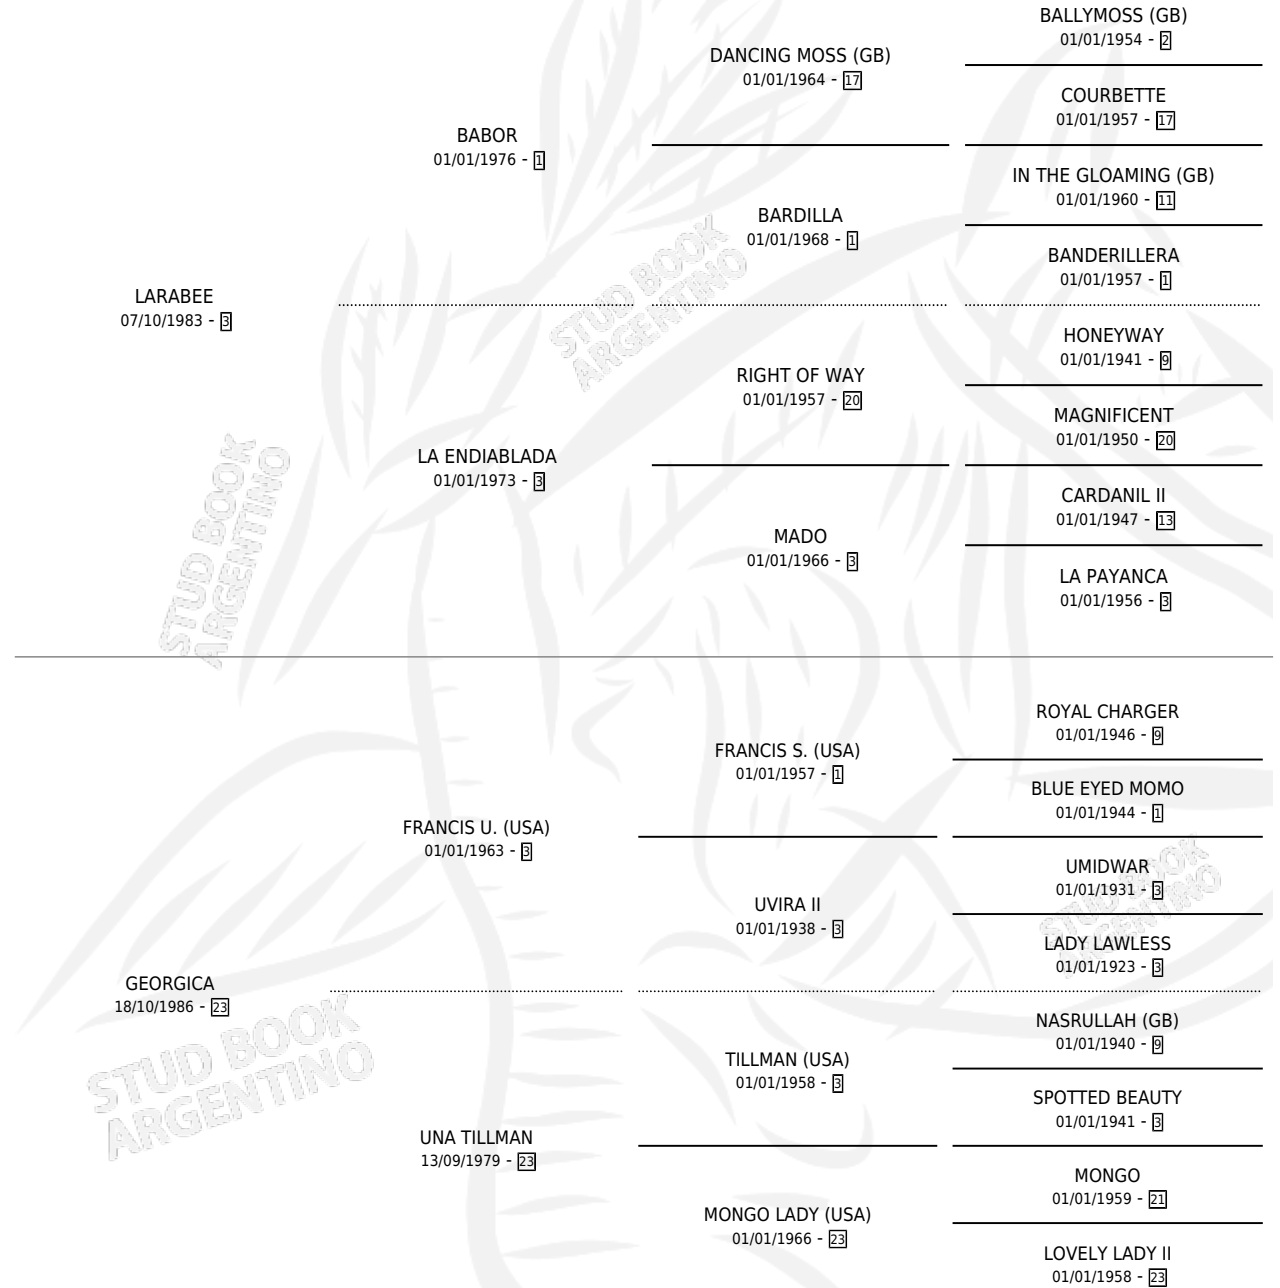 BALLYMOSS (GB)
01/01/1954 - 2
DANCING MOSS (GB)
01/01/1964 - 17
COURBETTE
01/01/1957 - 17
BABOR
01/01/1976 - 1
IN THE GLOAMING (GB)
01/01/1960 - 11
BARDILLA
01/01/1968 - 1
BANDERILLERA
01/01/1957 - 1
LARABEE
07/10/1983 - 3
HONEYWAY
01/01/1941 - 9
RIGHT OF WAY
01/01/1957 - 20
MAGNIFICENT
01/01/1950 - 20
LA ENDIABLADA
01/01/1973 - 3
CARDANIL II
01/01/1947 - 13
MADO
01/01/1966 - 3
LA PAYANCA
01/01/1956 - 3
ROYAL CHARGER
01/01/1946 - 9
FRANCIS S. (USA)
01/01/1957 - 1
BLUE EYED MOMO
01/01/1944 - 1
FRANCIS U. (USA)
01/01/1963 - 3
UMIDWAR
01/01/1931 - 3
UVIRA II
01/01/1938 - 3
LADY LAWLESS
01/01/1923 - 3
GEORGICA
18/10/1986 - 23
NASRULLAH (GB)
01/01/1940 - 9
TILLMAN (USA)
01/01/1958 - 3
SPOTTED BEAUTY
01/01/1941 - 3
UNA TILLMAN
13/09/1979 - 23
MONGO
01/01/1959 - 21
MONGO LADY (USA)
01/01/1966 - 23
LOVELY LADY II
01/01/1958 - 23
STUD BOOK
ARGENTINO
STUD BOOK
ARGENTINO
STUD BOOK
ARGENTINO
STUD BOOK
ARGENTINO